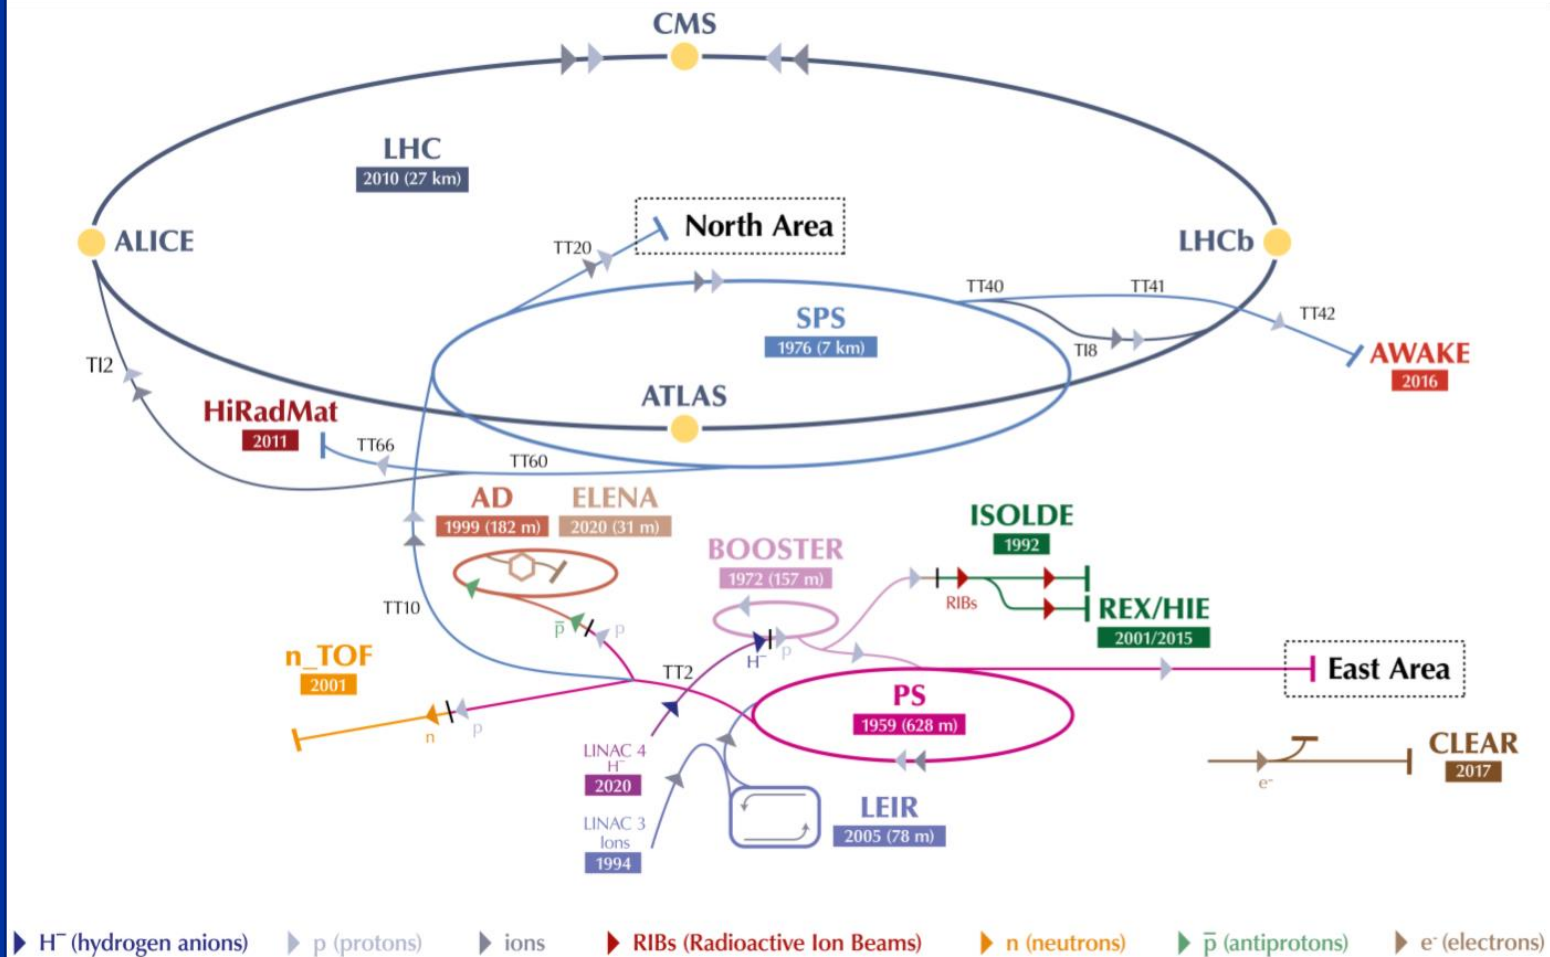 CMS
LHC
2010 (27 km)
North Area
TT20
ALICE
LHCb
TT40
TT41
TT42
SPS
1976 (7 km)
TI8
AWAKE
2016
TI2
ATLAS
HiRadMat
2011
TT66
TT60
AD
1999 (182 m)
ELENA
2020 (31 m)
ISOLDE
1992
BOOSTER
1972 (157 m)
RIBs
REX/HIE
2001/2015
TT10
p̅
p
H⁻
p
n_TOF
2001
TT2
East Area
PS
1959 (628 m)
n
p
LINAC 4
H⁻
2020
CLEAR
2017
e⁻
LEIR
2005 (78 m)
LINAC 3
Ions
1994
H⁻ (hydrogen anions)
p (protons)
ions
RIBs (Radioactive Ion Beams)
n (neutrons)
p̅ (antiprotons)
e⁻ (electrons)